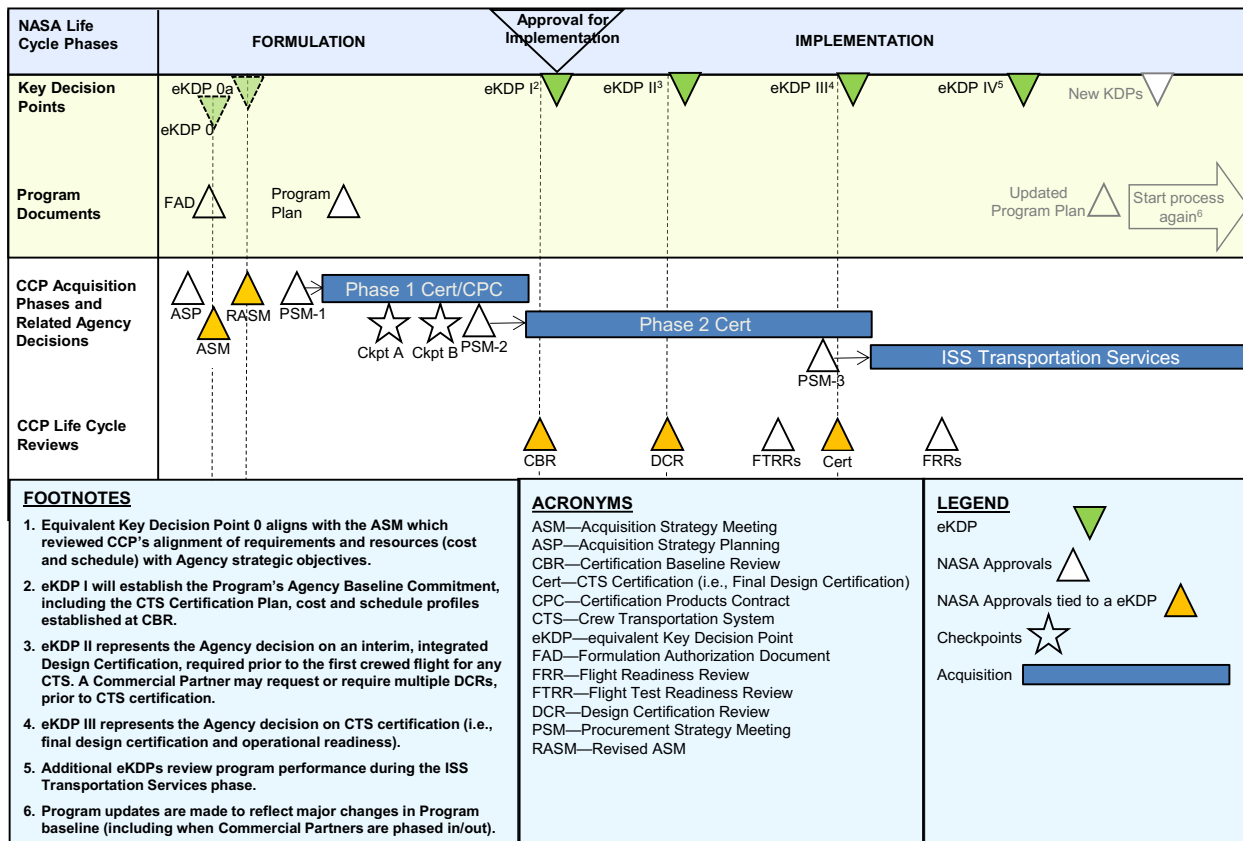 NASA Life
Cycle Phases
FORMULATION
Approval for
Implementation
IMPLEMENTATION
Key Decision
Points
eKDP 0a
eKDP 0
eKDP I²
eKDP II³
eKDP III⁴
eKDP IV⁵
New KDPs
Program
Documents
FAD
Program
Plan
Updated
Program Plan
Start process
again⁶
CCP Acquisition
Phases and
Related Agency
Decisions
ASP
ASM
RASM
PSM-1
Phase 1 Cert/CPC
Ckpt A
Ckpt B
PSM-2
Phase 2 Cert
PSM-3
ISS Transportation Services
CCP Life Cycle
Reviews
CBR
DCR
FTRRs
Cert
FRRs
FOOTNOTES
1. Equivalent Key Decision Point 0 aligns with the ASM which
reviewed CCP's alignment of requirements and resources (cost
and schedule) with Agency strategic objectives.
2. eKDP I will establish the Program's Agency Baseline Commitment,
including the CTS Certification Plan, cost and schedule profiles
established at CBR.
3. eKDP II represents the Agency decision on an interim, integrated
Design Certification, required prior to the first crewed flight for any
CTS. A Commercial Partner may request or require multiple DCRs,
prior to CTS certification.
4. eKDP III represents the Agency decision on CTS certification (i.e.,
final design certification and operational readiness).
5. Additional eKDPs review program performance during the ISS
Transportation Services phase.
6. Program updates are made to reflect major changes in Program
baseline (including when Commercial Partners are phased in/out).
ACRONYMS
ASM—Acquisition Strategy Meeting
ASP—Acquisition Strategy Planning
CBR—Certification Baseline Review
Cert—CTS Certification (i.e., Final Design Certification)
CPC—Certification Products Contract
CTS—Crew Transportation System
eKDP—equivalent Key Decision Point
FAD—Formulation Authorization Document
FRR—Flight Readiness Review
FTRR—Flight Test Readiness Review
DCR—Design Certification Review
PSM—Procurement Strategy Meeting
RASM—Revised ASM
LEGEND
eKDP
NASA Approvals
NASA Approvals tied to a eKDP
Checkpoints
Acquisition